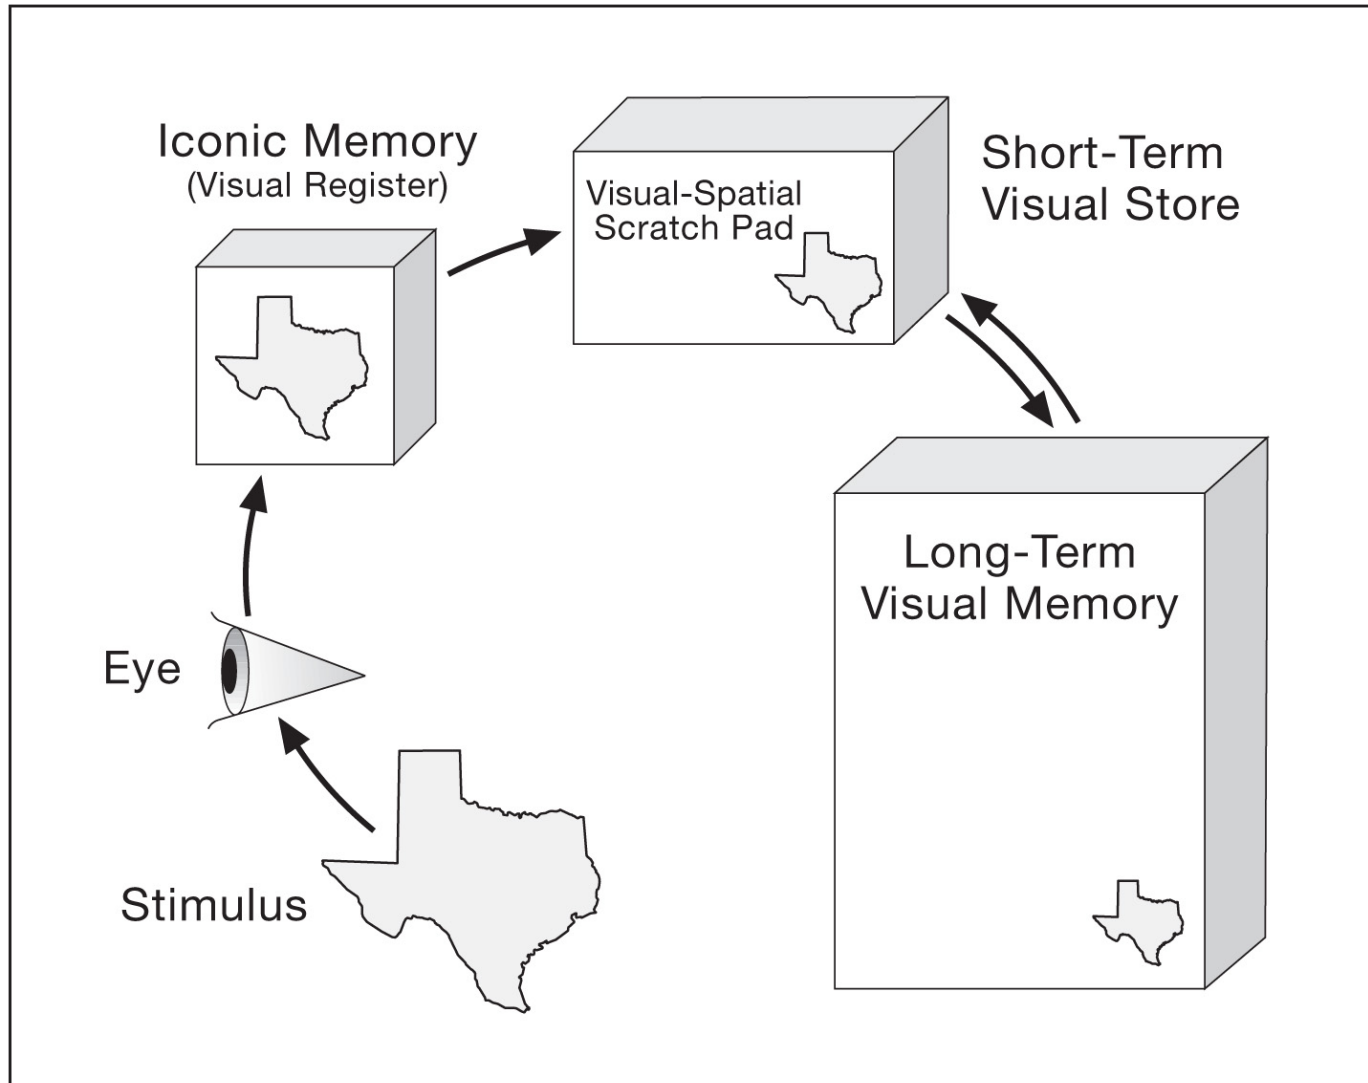 Iconic Memory
(Visual Register)
Visual-Spatial
Scratch Pad
Short-Term
Visual Store
Long-Term
Visual Memory
Eye
Stimulus